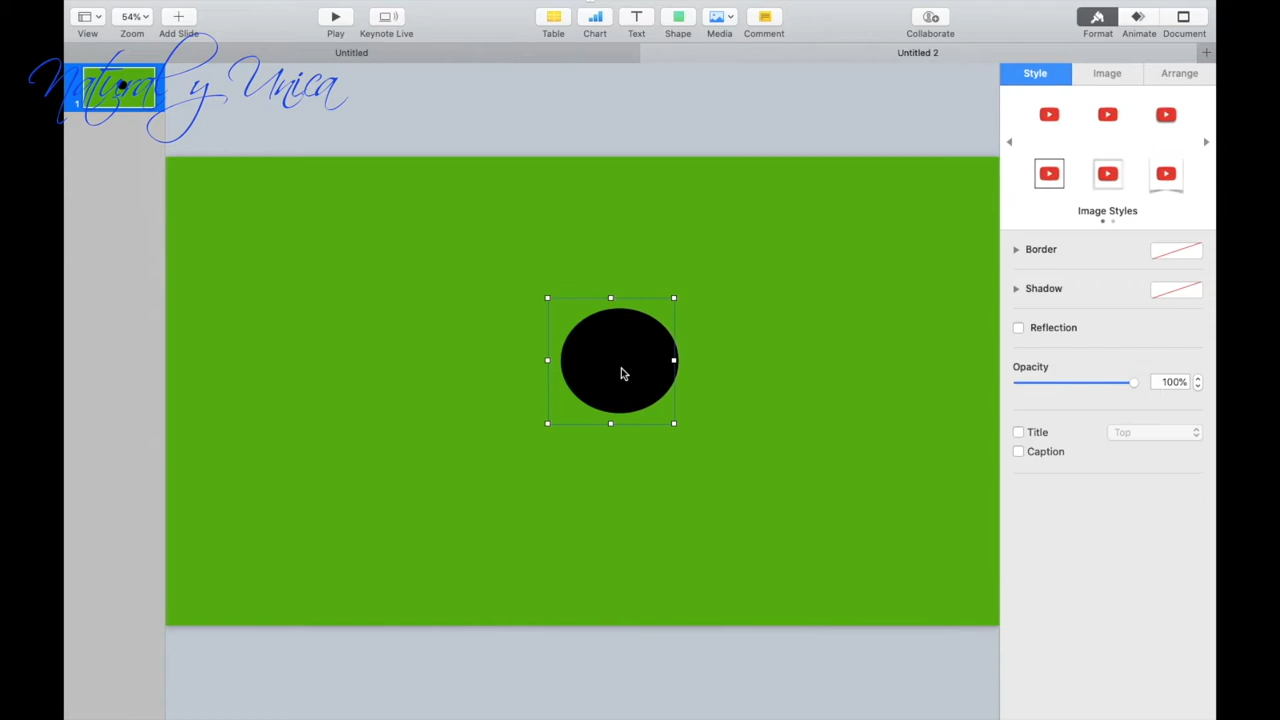 View
54%
Zoom
Add Slide
Play
Keynote Live
Table
Chart
Text
Shape
Media
Comment
Collaborate
Format
Animate
Document
Untitled
Untitled 2
Natural y Unica
1
Style
Image
Arrange
Image Styles
Border
Shadow
Reflection
Opacity
100%
Title
Top
Caption